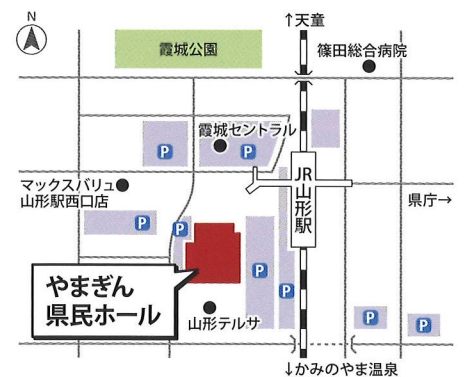 N
↑天童
霞城公園
篠田総合病院
霞城セントラル
P
P
JR山形駅
マックスバリュ
山形駅西口店
県庁→
P
P
やまぎん
県民ホール
P
P
山形テルサ
P
P
↓かみのやま温泉